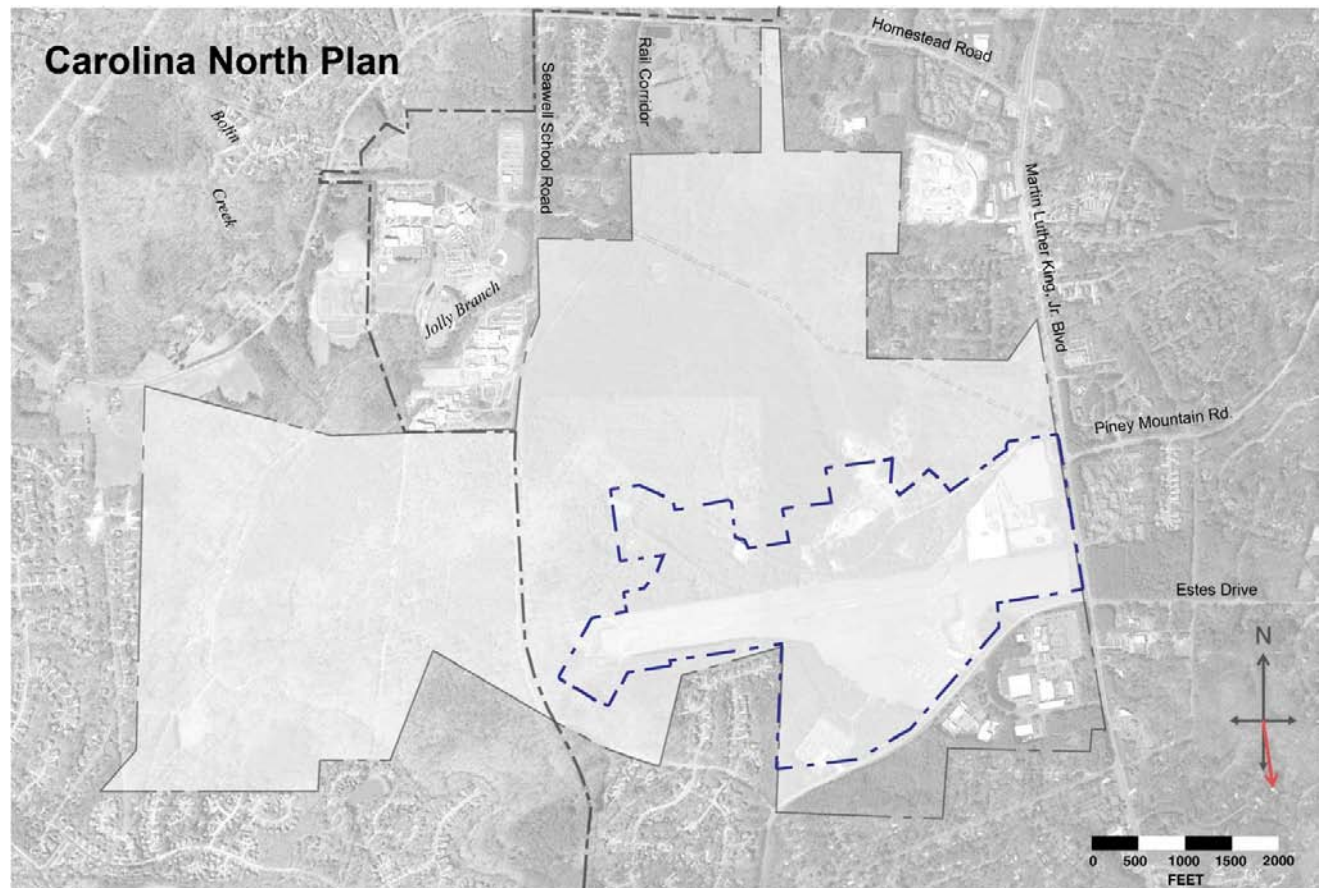 Carolina North Plan
Homestead Road
Rail Corridor
Seawell School Road
Bolin
Creek
Martin Luther King, Jr. Blvd
Jolly Branch
Piney Mountain Rd.
Estes Drive
N
0 500 1000 1500 2000
FEET